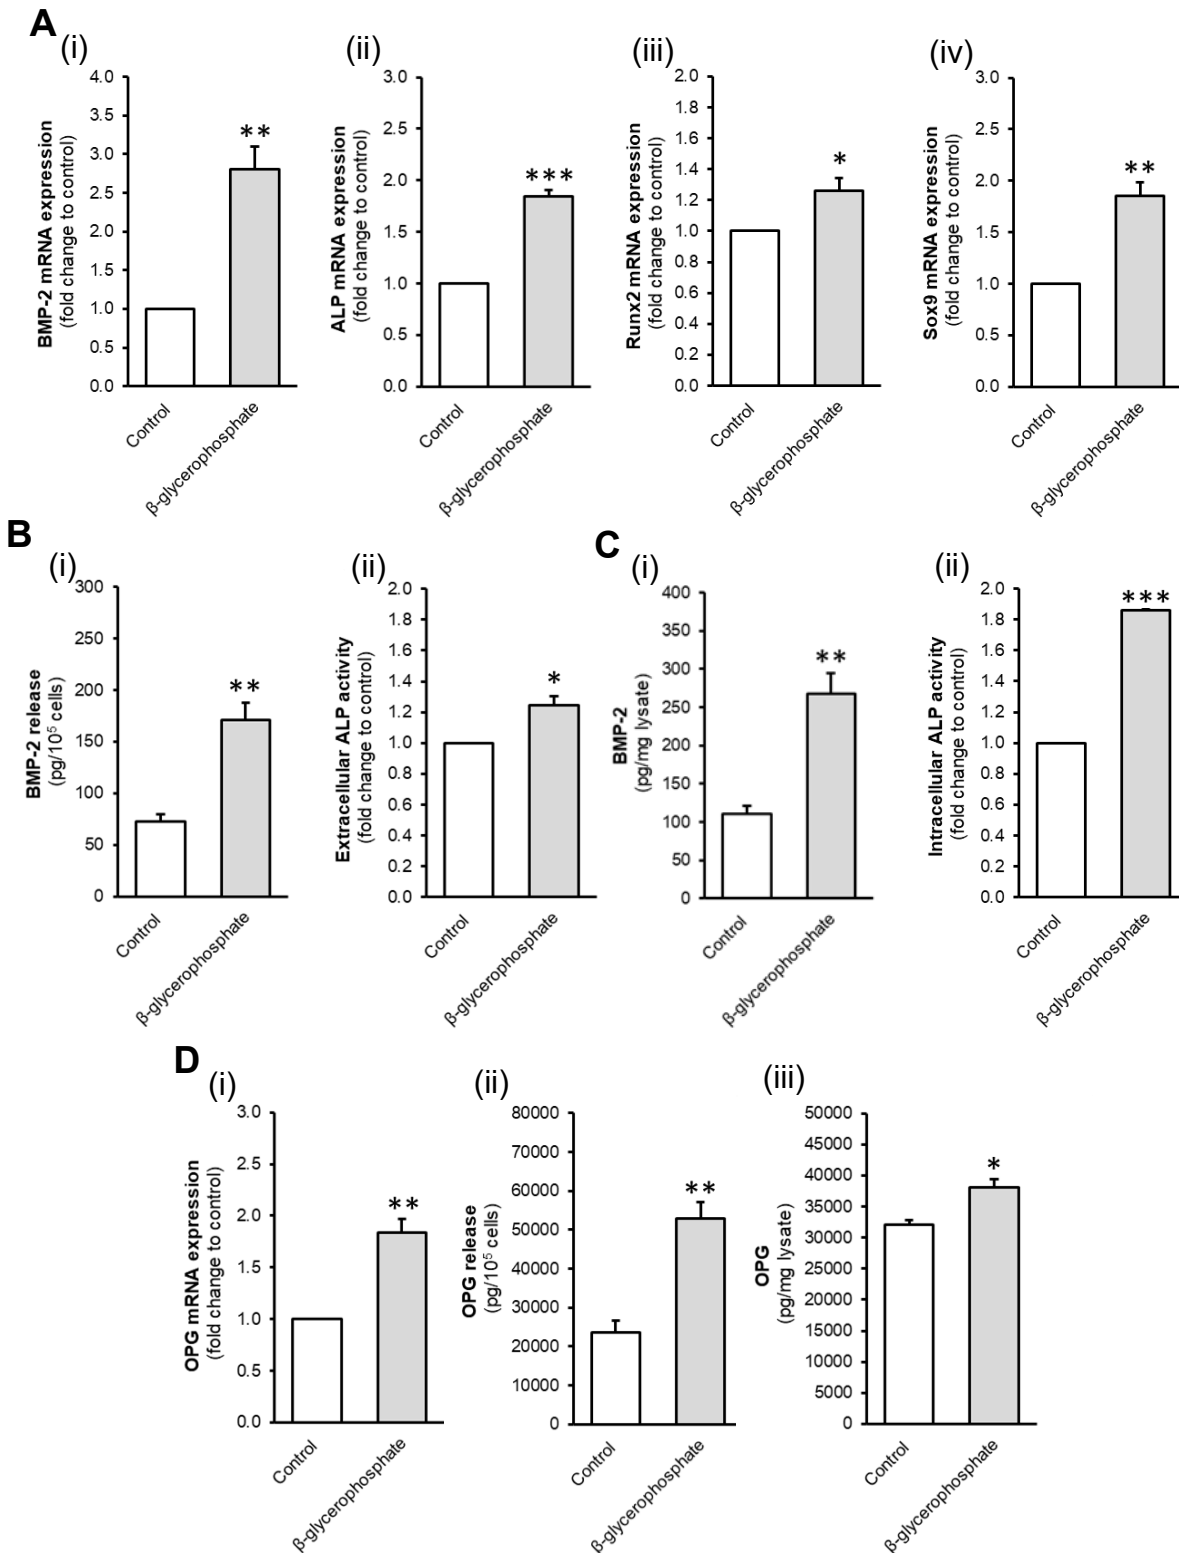 A
(i)
BMP-2 mRNA expression
(fold change to control)
4.0
3.5
3.0
2.5
2.0
1.5
1.0
0.5
0.0
**
Control
β-glycerophosphate
(ii)
ALP mRNA expression
(fold change to control)
3.0
2.5
2.0
1.5
1.0
0.5
0.0
***
Control
β-glycerophosphate
(iii)
Runx2 mRNA expression
(fold change to control)
2.0
1.8
1.6
1.4
1.2
1.0
0.8
0.6
0.4
0.2
0.0
*
Control
β-glycerophosphate
(iv)
Sox9 mRNA expression
(fold change to control)
3.0
2.5
2.0
1.5
1.0
0.5
0.0
**
Control
β-glycerophosphate
B
(i)
BMP-2 release
(pg/10⁵ cells)
300
250
200
150
100
50
0
**
Control
β-glycerophosphate
(ii)
Extracellular ALP activity
(fold change to control)
2.0
1.8
1.6
1.4
1.2
1.0
0.8
0.6
0.4
0.2
0.0
*
Control
β-glycerophosphate
C
(i)
BMP-2
(pg/mg lysate)
400
350
300
250
200
150
100
50
0
**
Control
β-glycerophosphate
(ii)
Intracellular ALP activity
(fold change to control)
2.0
1.8
1.6
1.4
1.2
1.0
0.8
0.6
0.4
0.2
0.0
***
Control
β-glycerophosphate
D
(i)
OPG mRNA expression
(fold change to control)
3.0
2.5
2.0
1.5
1.0
0.5
0.0
**
Control
β-glycerophosphate
(ii)
OPG release
(pg/10⁵ cells)
80000
70000
60000
50000
40000
30000
20000
10000
0
**
Control
β-glycerophosphate
(iii)
OPG
(pg/mg lysate)
50000
45000
40000
35000
30000
25000
20000
15000
10000
5000
0
*
Control
β-glycerophosphate